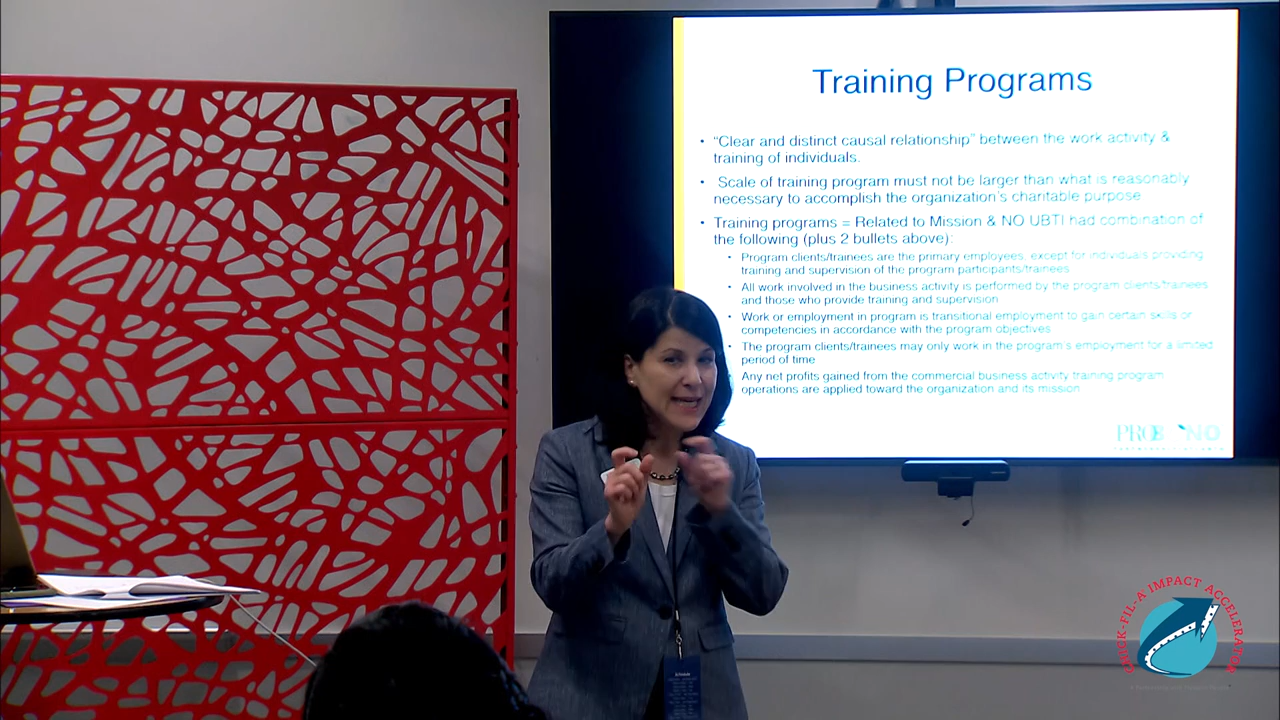 Training Programs
• "Clear and distinct causal relationship" between the work activity &
training of individuals.
• Scale of training program must not be larger than what is reasonably
necessary to accomplish the organization's charitable purpose
• Training programs = Related to Mission & NO UBTI had combination of
the following (plus 2 bullets above):
• Program clients/trainees are the primary employees, except for individuals providing
training and supervision of the program participants/trainees
• All work involved in the business activity is performed by the program clients/trainees
and those who provide training and supervision
• Work or employment in program is transitional employment to gain certain skills or
competencies in accordance with the program objectives
• The program clients/trainees may only work in the program's employment for a limited
period of time
Any net profits gained from the commercial business activity training program
operations are applied toward the organization and its mission
CHICK-FIL-A IMPACT ACCELERATOR